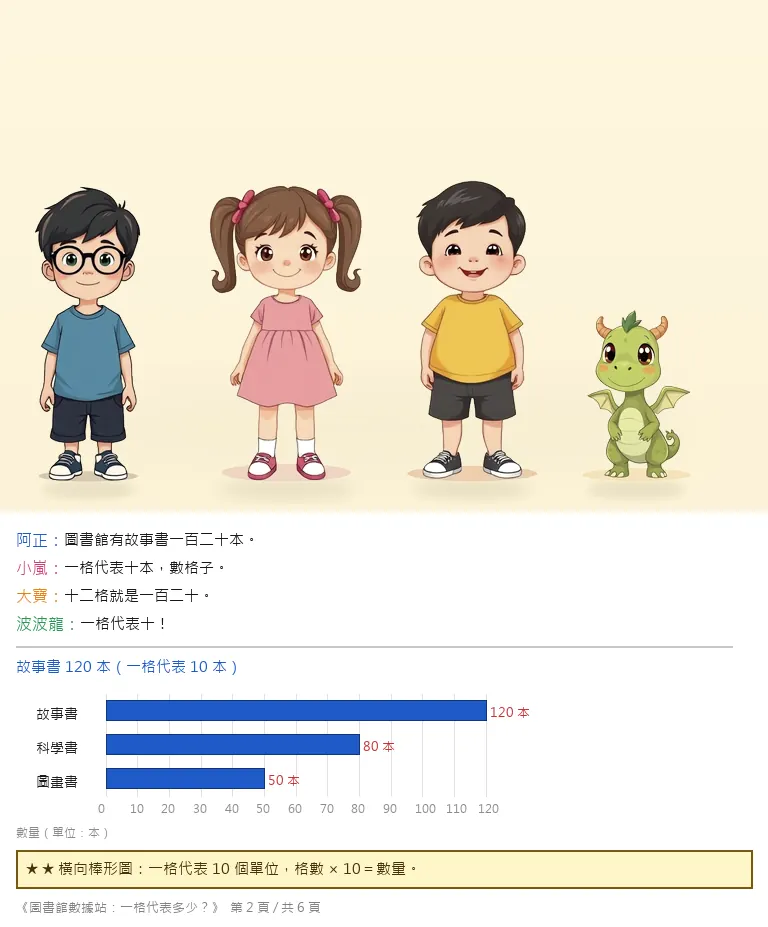 阿正：圖書館有故事書一百二十本。
小嵐：一格代表十本，數格子。
大寶：十二格就是一百二十。
波波龍：一格代表十！
故事書 120 本（一格代表 10 本）
故事書 120 本
科學書 80 本
圖畫書 50 本
0 10 20 30 40 50 60 70 80 90 100 110 120
數量（單位：本）
★★ 橫向棒形圖：一格代表 10 個單位，格數 × 10 = 數量。
《圖書館數據站：一格代表多少？》 第 2 頁 / 共 6 頁